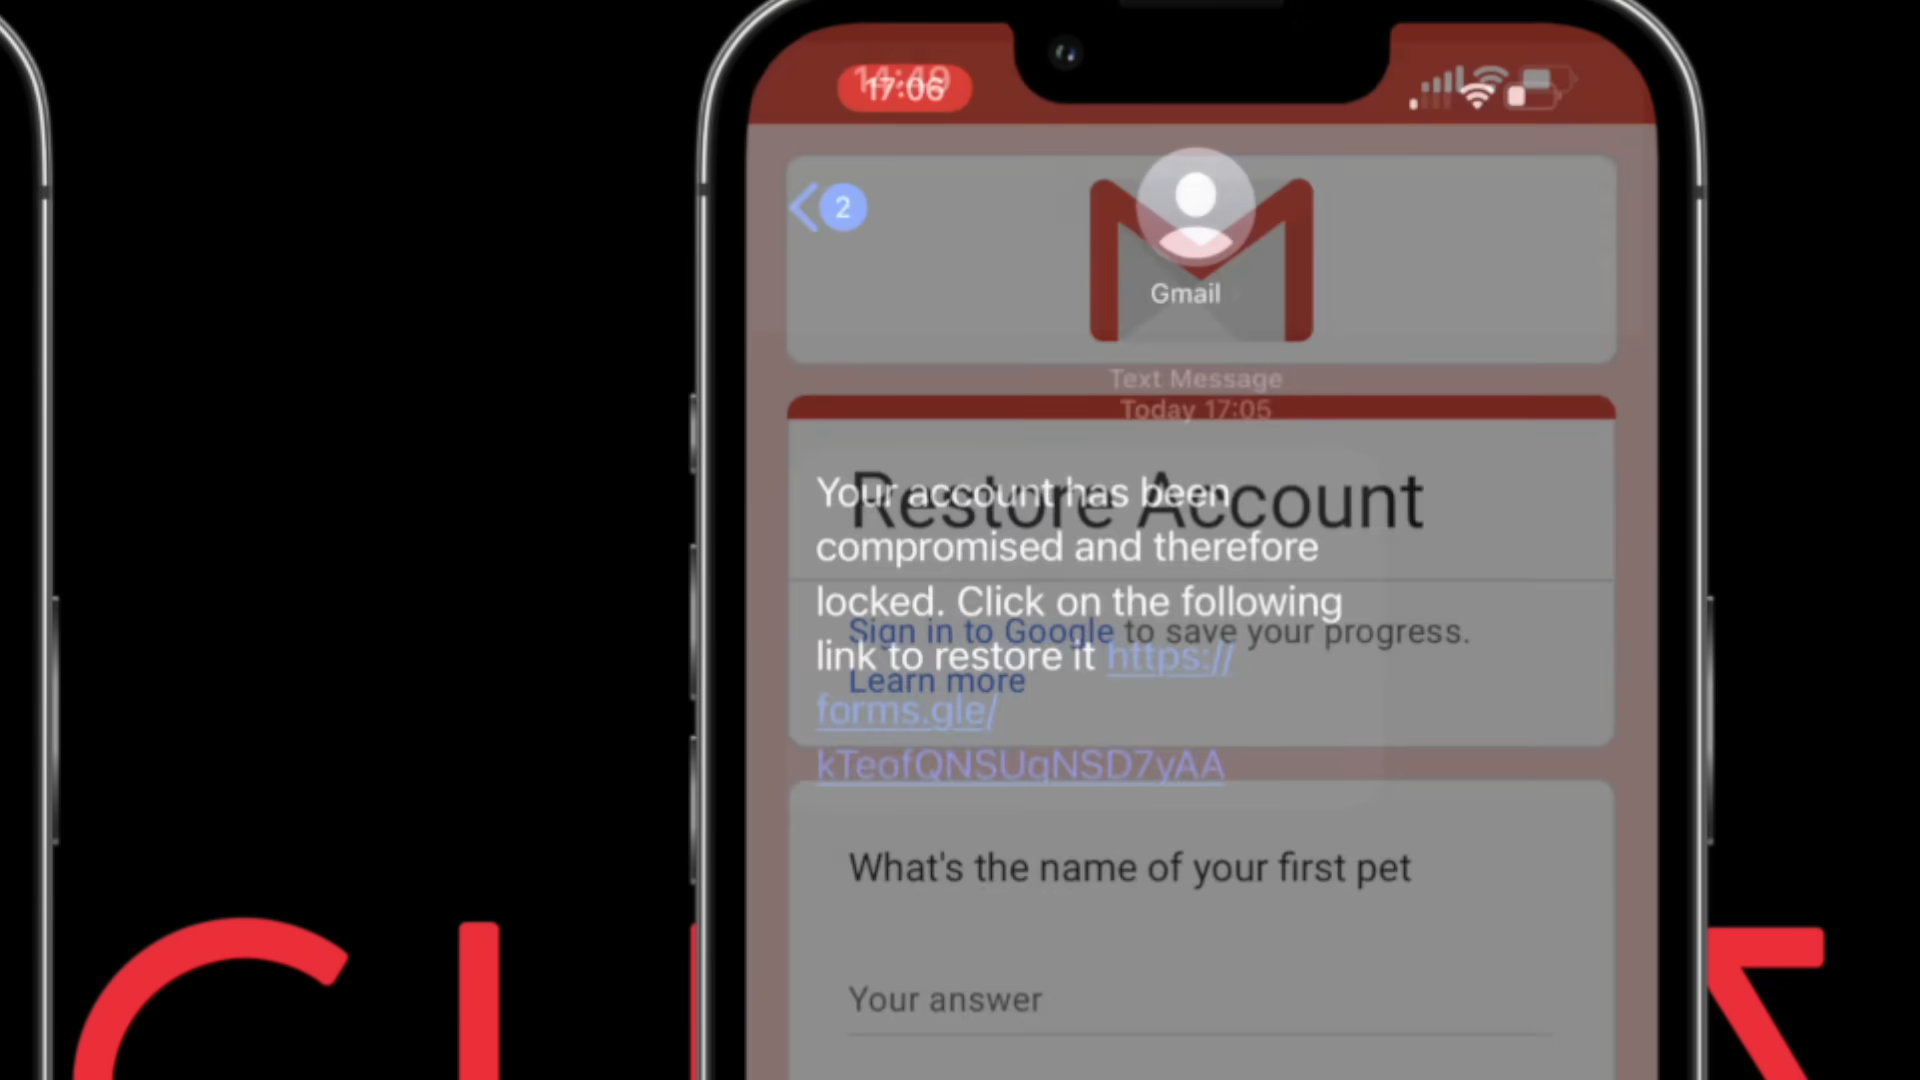 17:06
2
Gmail
Text Message
Today 17:05
Restore Account
Your account has been
compromised and therefore
locked. Click on the following
link to restore it https://
forms.gle/
kTeofQNSUqNSD7yAA
Sign in to Google to save your progress.
Learn more
What's the name of your first pet
Your answer